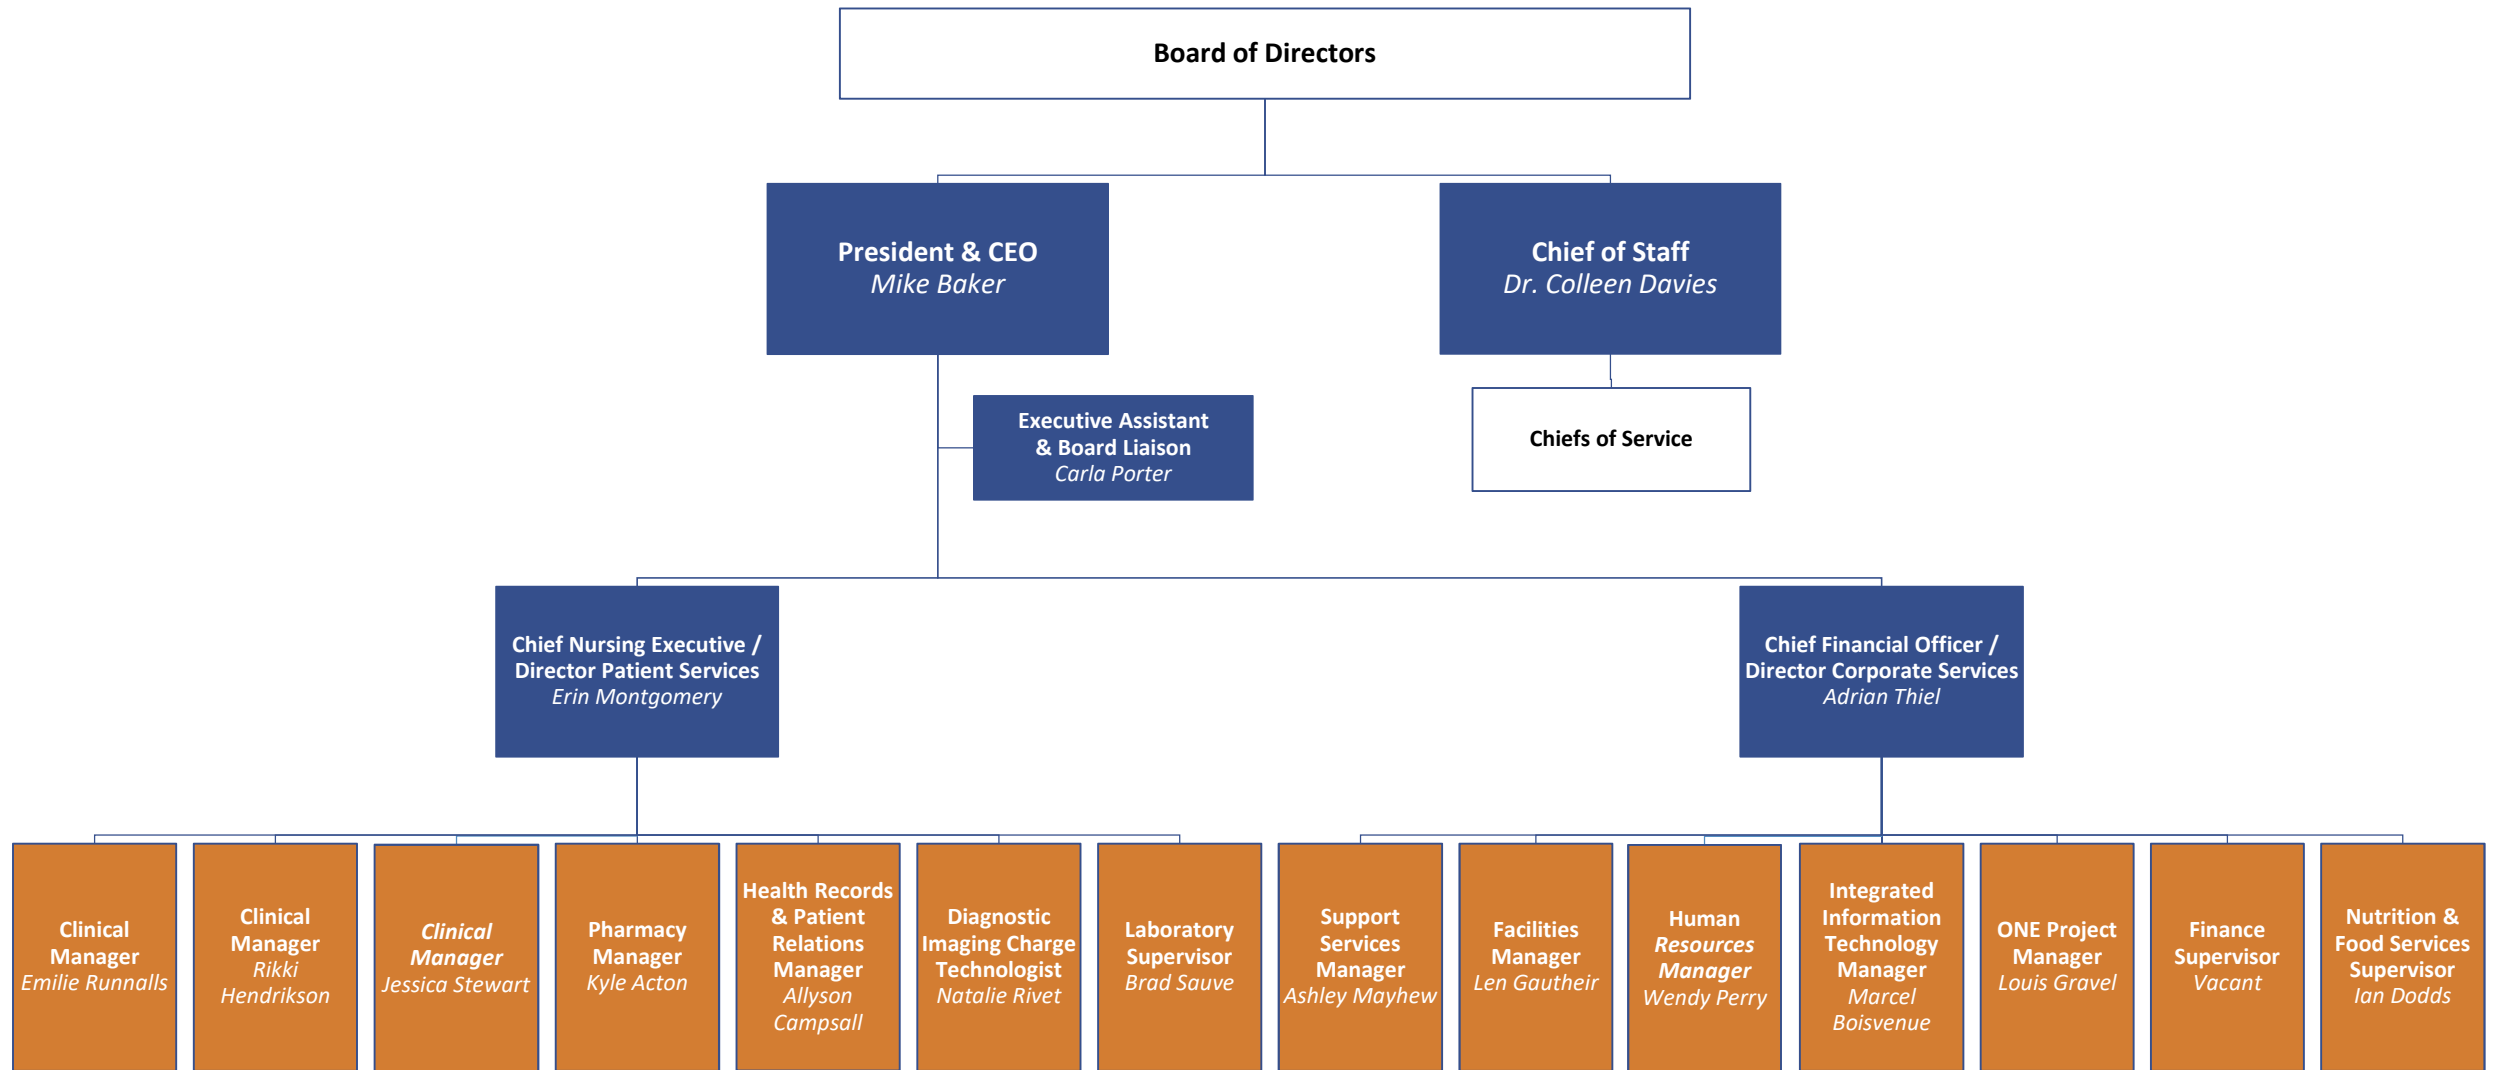 Board of Directors
President & CEO
Mike Baker
Chief of Staff
Dr. Colleen Davies
Executive Assistant
& Board Liaison
Carla Porter
Chiefs of Service
Chief Nursing Executive /
Director Patient Services
Erin Montgomery
Chief Financial Officer /
Director Corporate Services
Adrian Thiel
Clinical
Manager
Emilie Runnalls
Clinical
Manager
Rikki
Hendrikson
Clinical
Manager
Jessica Stewart
Pharmacy
Manager
Kyle Acton
Health Records
& Patient
Relations
Manager
Allyson
Campsall
Diagnostic
Imaging Charge
Technologist
Natalie Rivet
Laboratory
Supervisor
Brad Sauve
Support
Services
Manager
Ashley Mayhew
Facilities
Manager
Len Gautheir
Human
Resources
Manager
Wendy Perry
Integrated
Information
Technology
Manager
Marcel
Boisvenue
ONE Project
Manager
Louis Gravel
Finance
Supervisor
Vacant
Nutrition &
Food Services
Supervisor
Ian Dodds